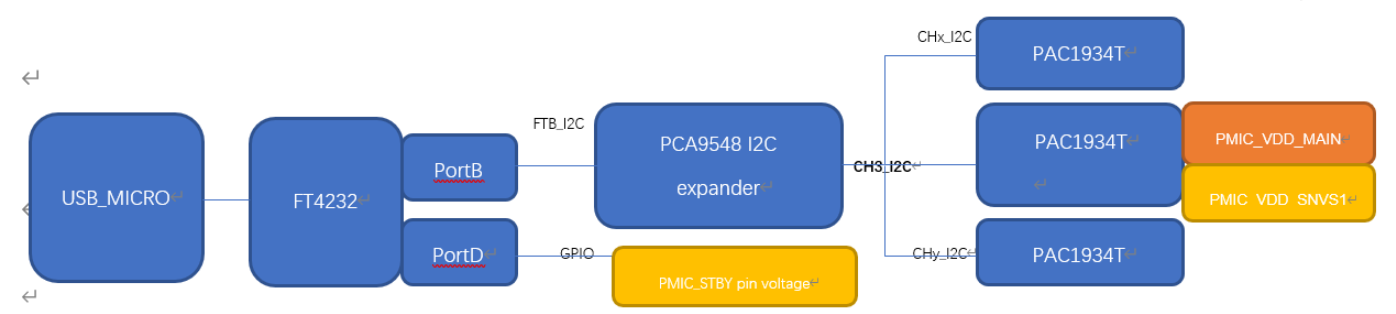 CHx_I2C
PAC1934T
FTB_I2C
PCA9548 I2C
expander
PAC1934T
PMIC_VDD_MAIN
USB_MICRO
FT4232
PortB
CH3_I2C
PMIC_VDD_SNVS1
PortD
GPIO
PMIC_STBY pin voltage
CHy_I2C
PAC1934T